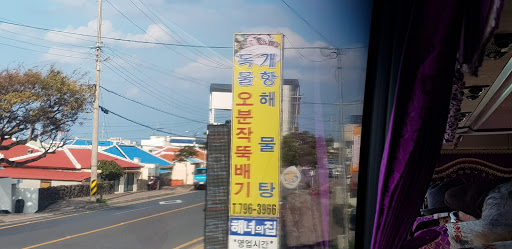 독개
물항
해물탕
오분작뚝배기
T.796-3966
해녀의집
*영업시간*